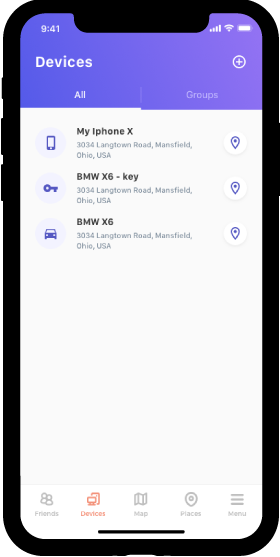 9:41
Devices
All
Groups
My Iphone X
3034 Langtown Road, Mansfield,
Ohio, USA
BMW X6 - key
3034 Langtown Road, Mansfield,
Ohio, USA
BMW X6
3034 Langtown Road, Mansfield,
Ohio, USA
Friends Devices Map Places Menu